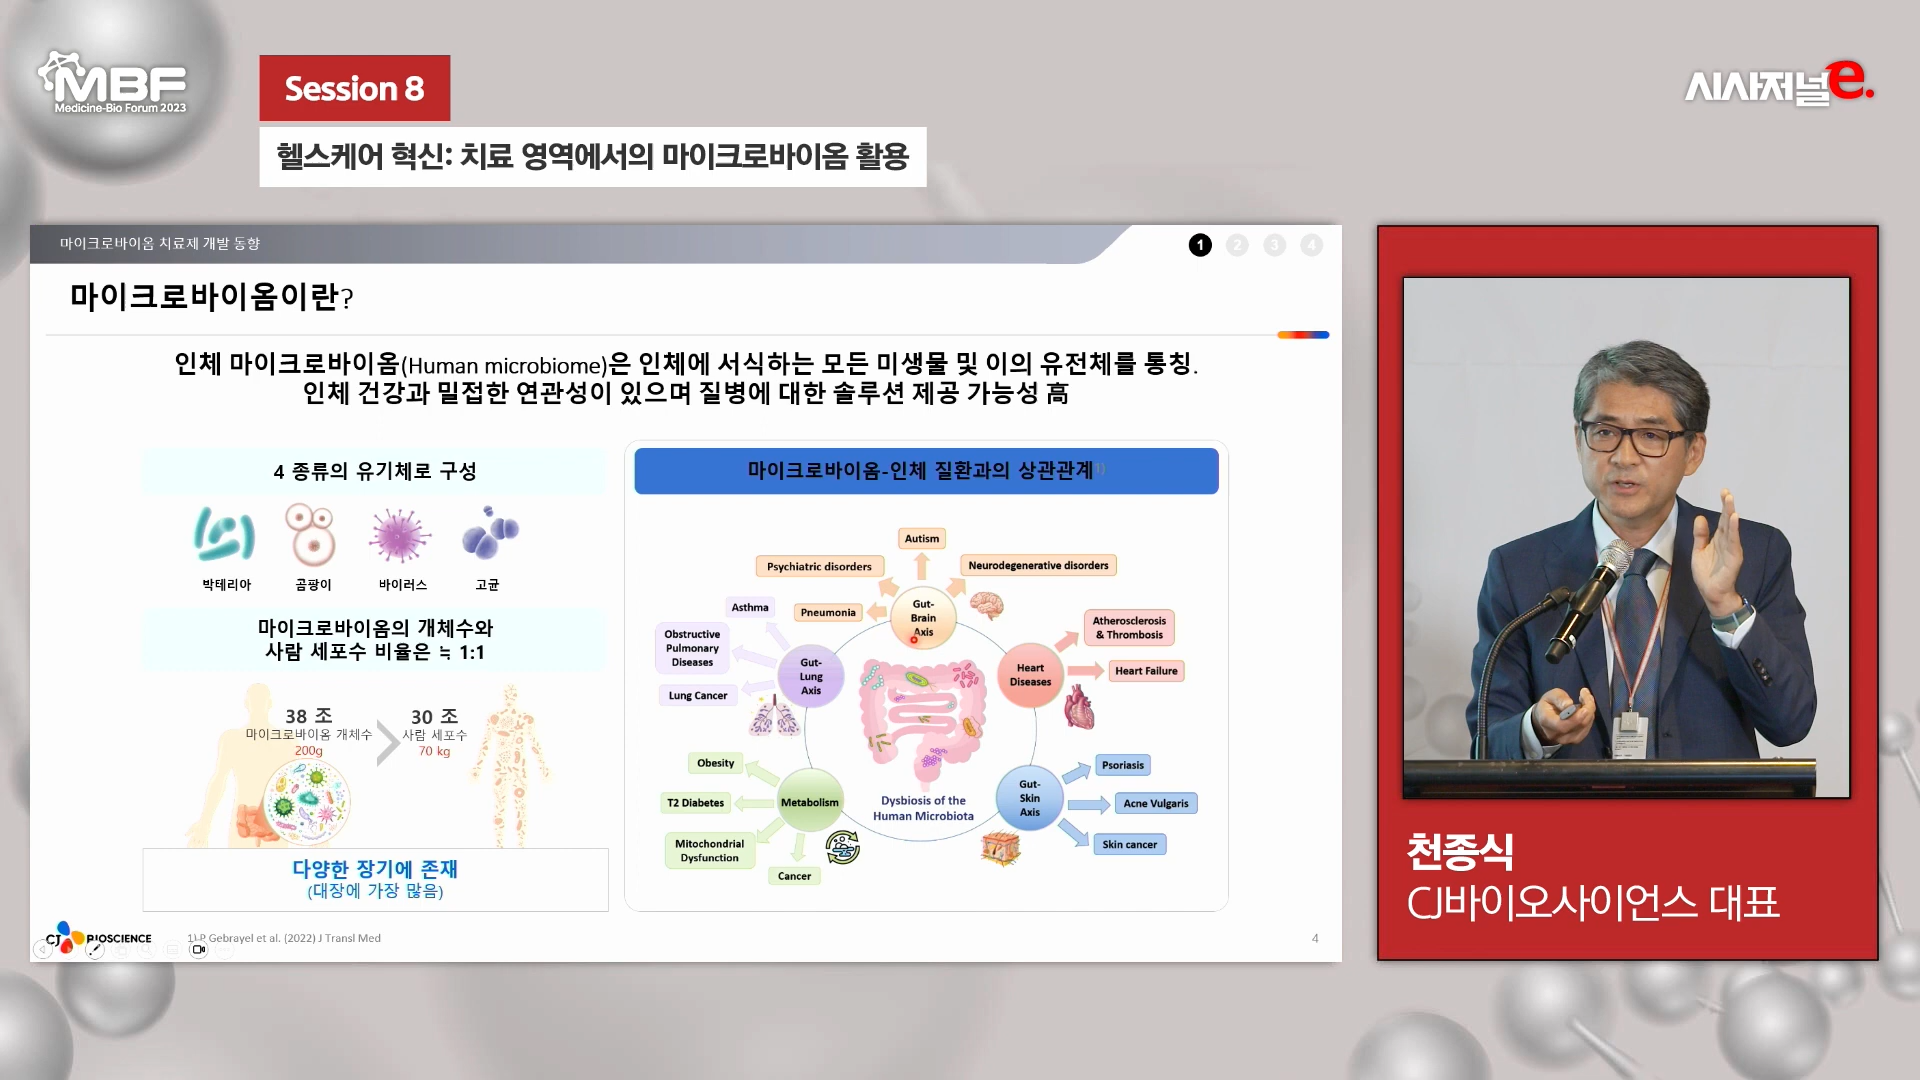 MBF
Medicine-Bio Forum 2023
Session 8
헬스케어 혁신: 치료 영역에서의 마이크로바이옴 활용
시사저널e.
마이크로바이옴 치료제 개발 동향
1 2 3 4
마이크로바이옴이란?
인체 마이크로바이옴(Human microbiome)은 인체에 서식하는 모든 미생물 및 이의 유전체를 통칭.
인체 건강과 밀접한 연관성이 있으며 질병에 대한 솔루션 제공 가능성 高
4 종류의 유기체로 구성
박테리아
곰팡이
바이러스
고균
마이크로바이옴의 개체수와
사람 세포수 비율은 ≒ 1:1
38 조
마이크로바이옴 개체수
200g
30 조
사람 세포수
70 kg
다양한 장기에 존재
(대장에 가장 많음)
마이크로바이옴-인체 질환과의 상관관계1)
Autism
Psychiatric disorders
Neurodegenerative disorders
Pneumonia
Gut-
Brain
Axis
Asthma
Obstructive
Pulmonary
Diseases
Lung Cancer
Gut-
Lung
Axis
Heart
Diseases
Atherosclerosis
& Thrombosis
Heart Failure
Obesity
T2 Diabetes
Mitochondrial
Dysfunction
Cancer
Metabolism
Dysbiosis of the
Human Microbiota
Gut-
Skin
Axis
Psoriasis
Acne Vulgaris
Skin cancer
CJ BIOSCIENCE
1) P Gebrayel et al. (2022) J Transl Med
4
천종식
CJ바이오사이언스 대표